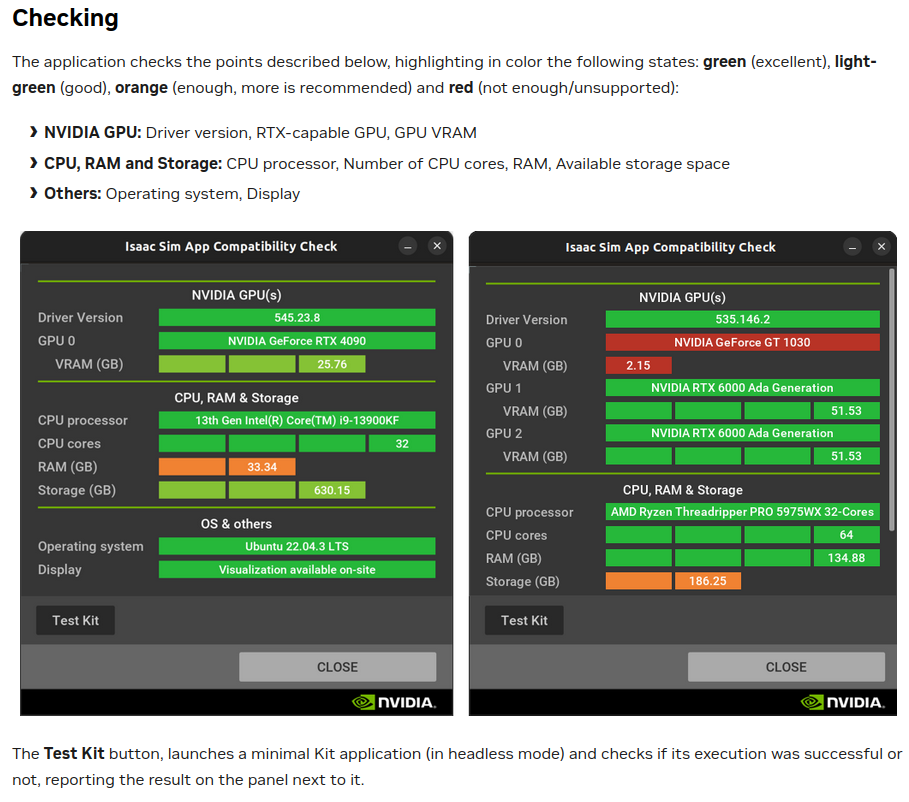 Checking
The application checks the points described below, highlighting in color the following states: green (excellent), light-
green (good), orange (enough, more is recommended) and red (not enough/unsupported):
❯ NVIDIA GPU: Driver version, RTX-capable GPU, GPU VRAM
❯ CPU, RAM and Storage: CPU processor, Number of CPU cores, RAM, Available storage space
❯ Others: Operating system, Display
Isaac Sim App Compatibility Check
NVIDIA GPU(s)
Driver Version 545.23.8
GPU 0 NVIDIA GeForce RTX 4090
VRAM (GB) 25.76
CPU, RAM & Storage
CPU processor 13th Gen Intel(R) Core(TM) i9-13900KF
CPU cores 32
RAM (GB) 33.34
Storage (GB) 630.15
OS & others
Operating system Ubuntu 22.04.3 LTS
Display Visualization available on-site
Test Kit
CLOSE
NVIDIA.
Isaac Sim App Compatibility Check
NVIDIA GPU(s)
Driver Version 535.146.2
GPU 0 NVIDIA GeForce GT 1030
VRAM (GB) 2.15
GPU 1 NVIDIA RTX 6000 Ada Generation
VRAM (GB) 51.53
GPU 2 NVIDIA RTX 6000 Ada Generation
VRAM (GB) 51.53
CPU, RAM & Storage
CPU processor AMD Ryzen Threadripper PRO 5975WX 32-Cores
CPU cores 64
RAM (GB) 134.88
Storage (GB) 186.25
Test Kit
CLOSE
NVIDIA.
The Test Kit button, launches a minimal Kit application (in headless mode) and checks if its execution was successful or
not, reporting the result on the panel next to it.